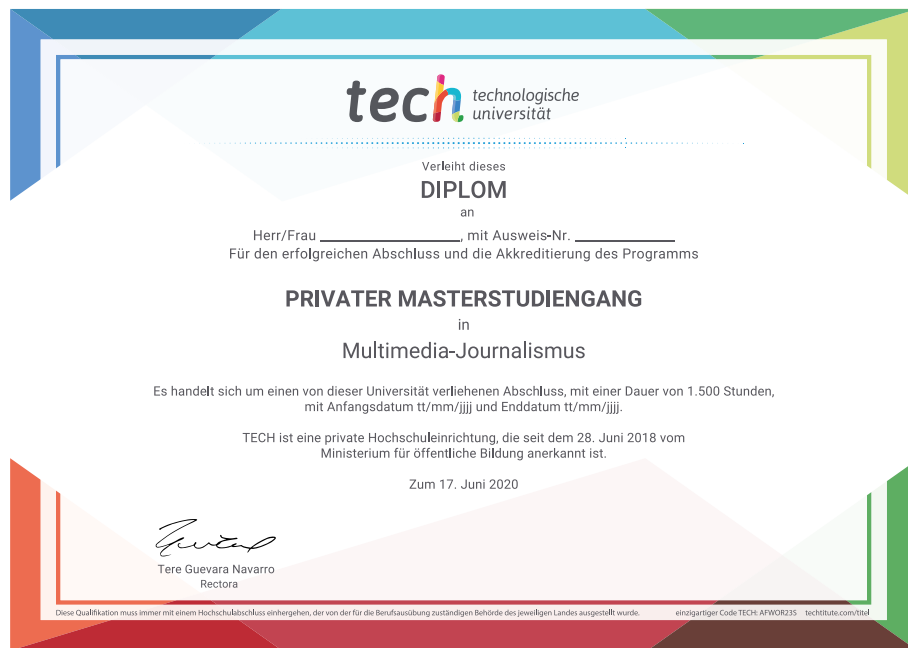 tech technologische
universität
Verleiht dieses
DIPLOM
an
Herr/Frau ____________, mit Ausweis-Nr. ____________
Für den erfolgreichen Abschluss und die Akkreditierung des Programms
PRIVATER MASTERSTUDIENGANG
in
Multimedia-Journalismus
Es handelt sich um einen von dieser Universität verliehenen Abschluss, mit einer Dauer von 1.500 Stunden,
mit Anfangsdatum tt/mm/jjjj und Enddatum tt/mm/jjjj.
TECH ist eine private Hochschuleinrichtung, die seit dem 28. Juni 2018 vom
Ministerium für öffentliche Bildung anerkannt ist.
Zum 17. Juni 2020
Tere Guevara Navarro
Rectora
Diese Qualifikation muss immer mit einem Hochschulabschluss einhergehen, der von der für die Berufsausübung zuständigen Behörde des jeweiligen Landes ausgestellt wurde. einzigartiger Code TECH: AFWOR23S techtitute.com/titel